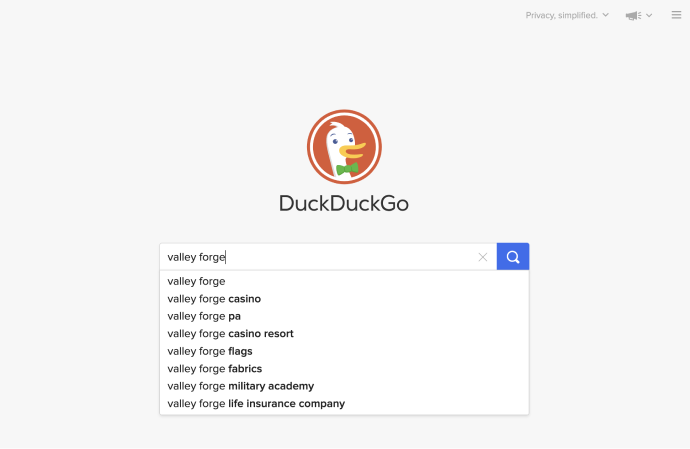 Privacy, simplified.
DuckDuckGo
valley forge
valley forge
valley forge casino
valley forge pa
valley forge casino resort
valley forge flags
valley forge fabrics
valley forge military academy
valley forge life insurance company